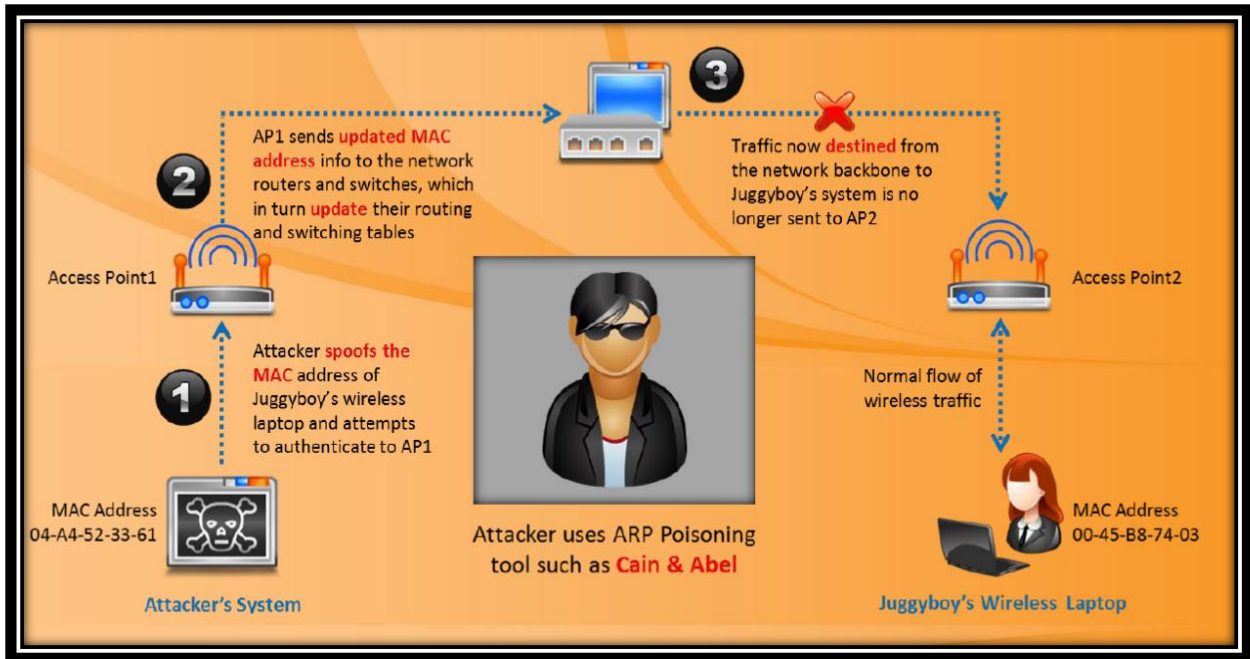 3
AP1 sends updated MAC
address info to the network
routers and switches, which
in turn update their routing
and switching tables
2
Traffic now destined from
the network backbone to
Juggyboy's system is no
longer sent to AP2
Access Point1
Access Point2
1
Attacker spoofs the
MAC address of
Juggyboy's wireless
laptop and attempts
to authenticate to AP1
Normal flow of
wireless traffic
MAC Address
04-A4-52-33-61
Attacker's System
Attacker uses ARP Poisoning
tool such as Cain & Abel
MAC Address
00-45-B8-74-03
Juggyboy's Wireless Laptop